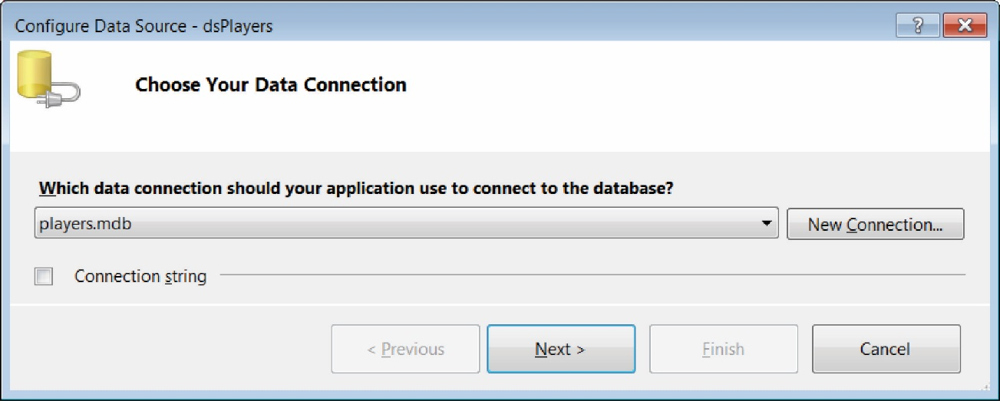 Configure Data Source - dsPlayers
?
Choose Your Data Connection
Which data connection should your application use to connect to the database?
players.mdb
New Connection...
Connection string
< Previous
Next >
Finish
Cancel